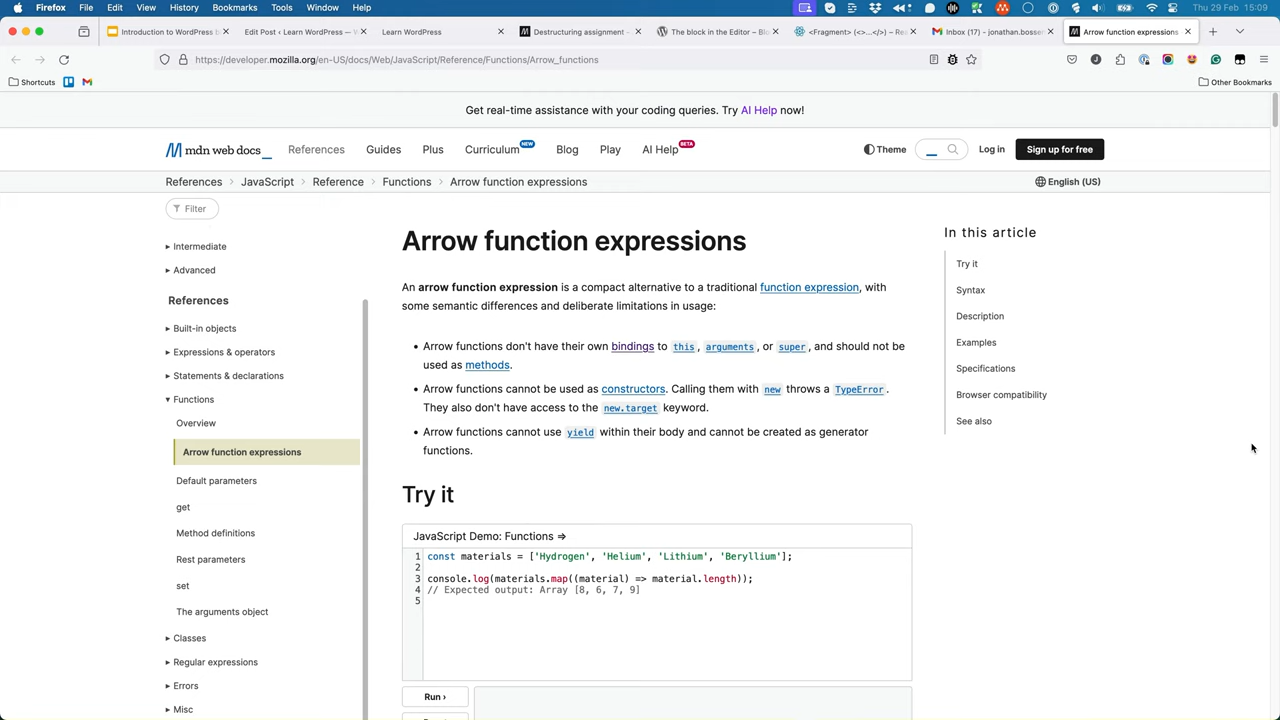 Firefox File Edit View History Bookmarks Tools Window Help
Thu 29 Feb 15:09
Introduction to WordPress b
Edit Post ‹ Learn WordPress — W
Learn WordPress
Destructuring assignment -
The block in the Editor – Blo
<Fragment> (<>...</>) – Rea
Inbox (17) - jonathan.bosse
Arrow function expressions
https://developer.mozilla.org/en-US/docs/Web/JavaScript/Reference/Functions/Arrow_functions
Shortcuts
Other Bookmarks
Get real-time assistance with your coding queries. Try AI Help now!
mdn web docs_
References
Guides
Plus
Curriculum NEW
Blog
Play
AI Help BETA
Theme
Log in
Sign up for free
References > JavaScript > Reference > Functions > Arrow function expressions
English (US)
Filter
Intermediate
Advanced
References
Built-in objects
Expressions & operators
Statements & declarations
Functions
Overview
Arrow function expressions
Default parameters
get
Method definitions
Rest parameters
set
The arguments object
Classes
Regular expressions
Errors
Misc
Arrow function expressions
An arrow function expression is a compact alternative to a traditional function expression, with
some semantic differences and deliberate limitations in usage:
• Arrow functions don't have their own bindings to this, arguments, or super, and should not be
used as methods.
• Arrow functions cannot be used as constructors. Calling them with new throws a TypeError.
They also don't have access to the new.target keyword.
• Arrow functions cannot use yield within their body and cannot be created as generator
functions.
Try it
JavaScript Demo: Functions =>
1 const materials = ['Hydrogen', 'Helium', 'Lithium', 'Beryllium'];
2
3 console.log(materials.map((material) => material.length));
4 // Expected output: Array [8, 6, 7, 9]
5
Run ›
In this article
Try it
Syntax
Description
Examples
Specifications
Browser compatibility
See also